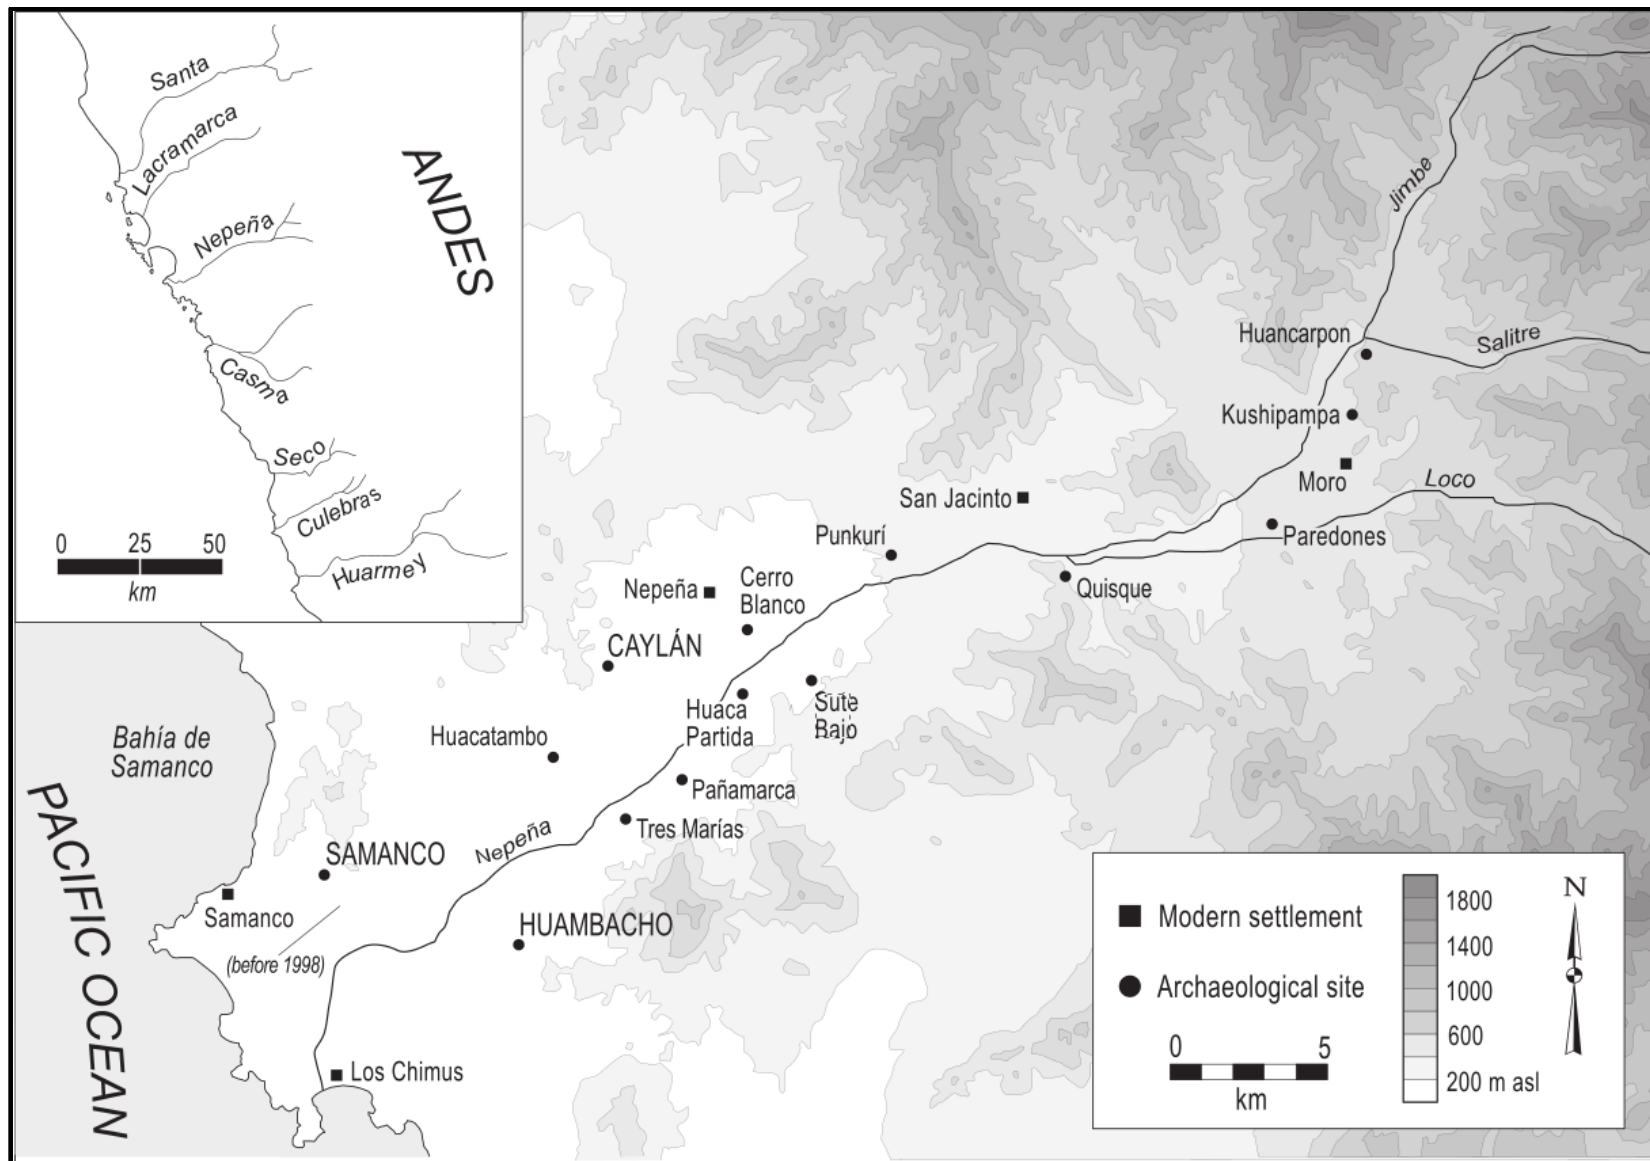 Santa
Lacramarca
Nepeña
Casma
Seco
Culebras
Huarmey
ANDES
0 25 50
km
Jimbe
Huancarpon
Salitre
Kushipampa
Moro
Loco
San Jacinto
Paredones
Punkurí
Quisque
Nepeña
Cerro
Blanco
CAYLÁN
Huaca
Partida
Sute
Bajo
Huacatambo
Pañamarca
Tres Marías
Nepeña
Bahía de
Samanco
PACIFIC OCEAN
SAMANCO
Samanco
(before 1998)
HUAMBACHO
Los Chimus
Modern settlement
Archaeological site
0 5
km
1800
1400
1000
600
200 m asl
N